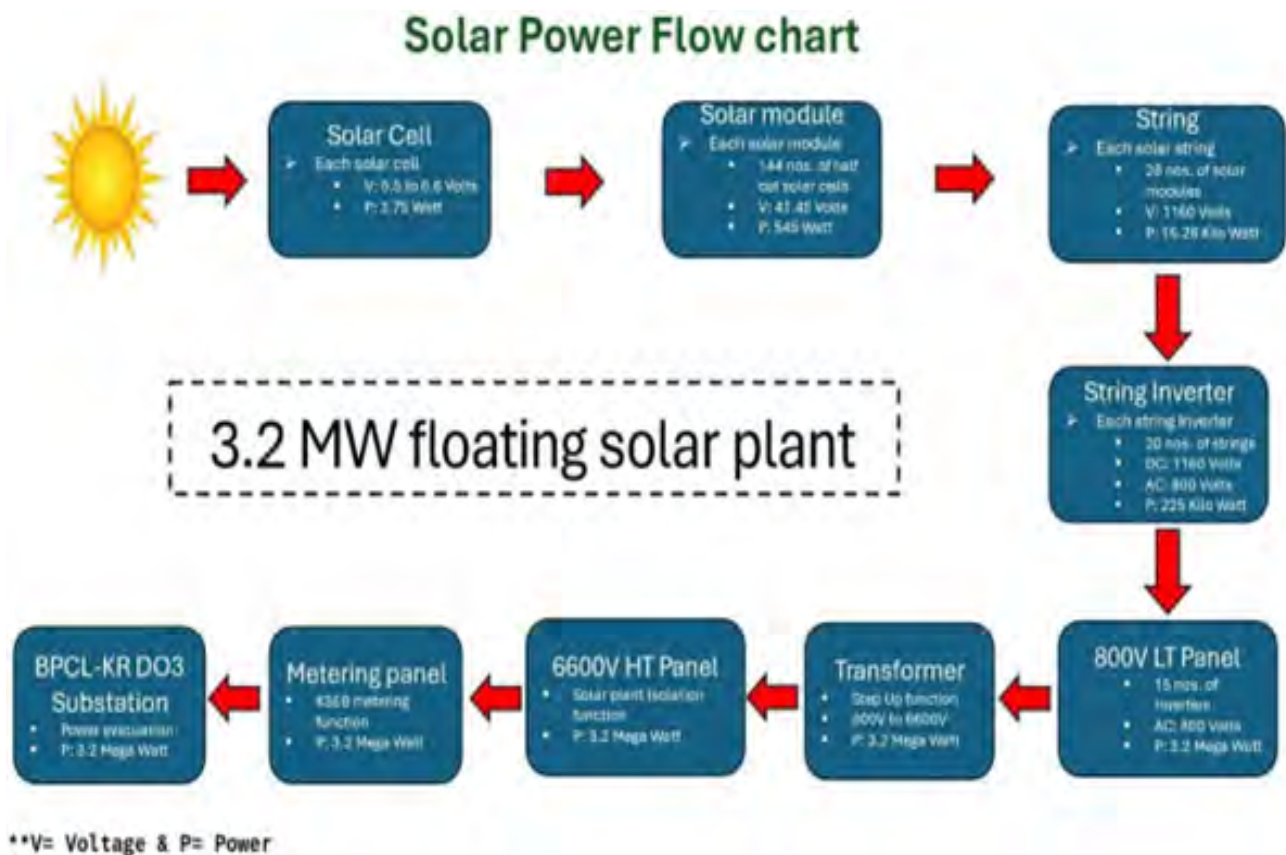 Solar Power Flow chart
Solar Cell
Each solar cell
V: 0.5 to 0.6 Volts
P: 3.75 Watt
Solar module
Each solar module
144 nos. of half
cut solar cells
V: 41.41 Volts
P: 545 Watt
String
Each solar string
28 nos. of solar
modules
V: 1160 Volts
P: 15.26 Kilo Watt
String Inverter
Each string Inverter
20 nos. of strings
DC: 1160 Volts
AC: 800 Volts
P: 225 Kilo Watt
3.2 MW floating solar plant
800V LT Panel
15 nos. of
AC: 800 Volts
P: 3.2 Mega Watt
Transformer
Step Up function
800V to 6600V
P: 3.2 Mega Watt
6600V HT Panel
Solar plant Isolation
function
P: 3.2 Mega Watt
Metering panel
KSEB metering
function
P: 3.2 Mega Watt
BPCL-KR DO3
Substation
Power evacuation
P: 3.2 Mega Watt
**V= Voltage & P= Power